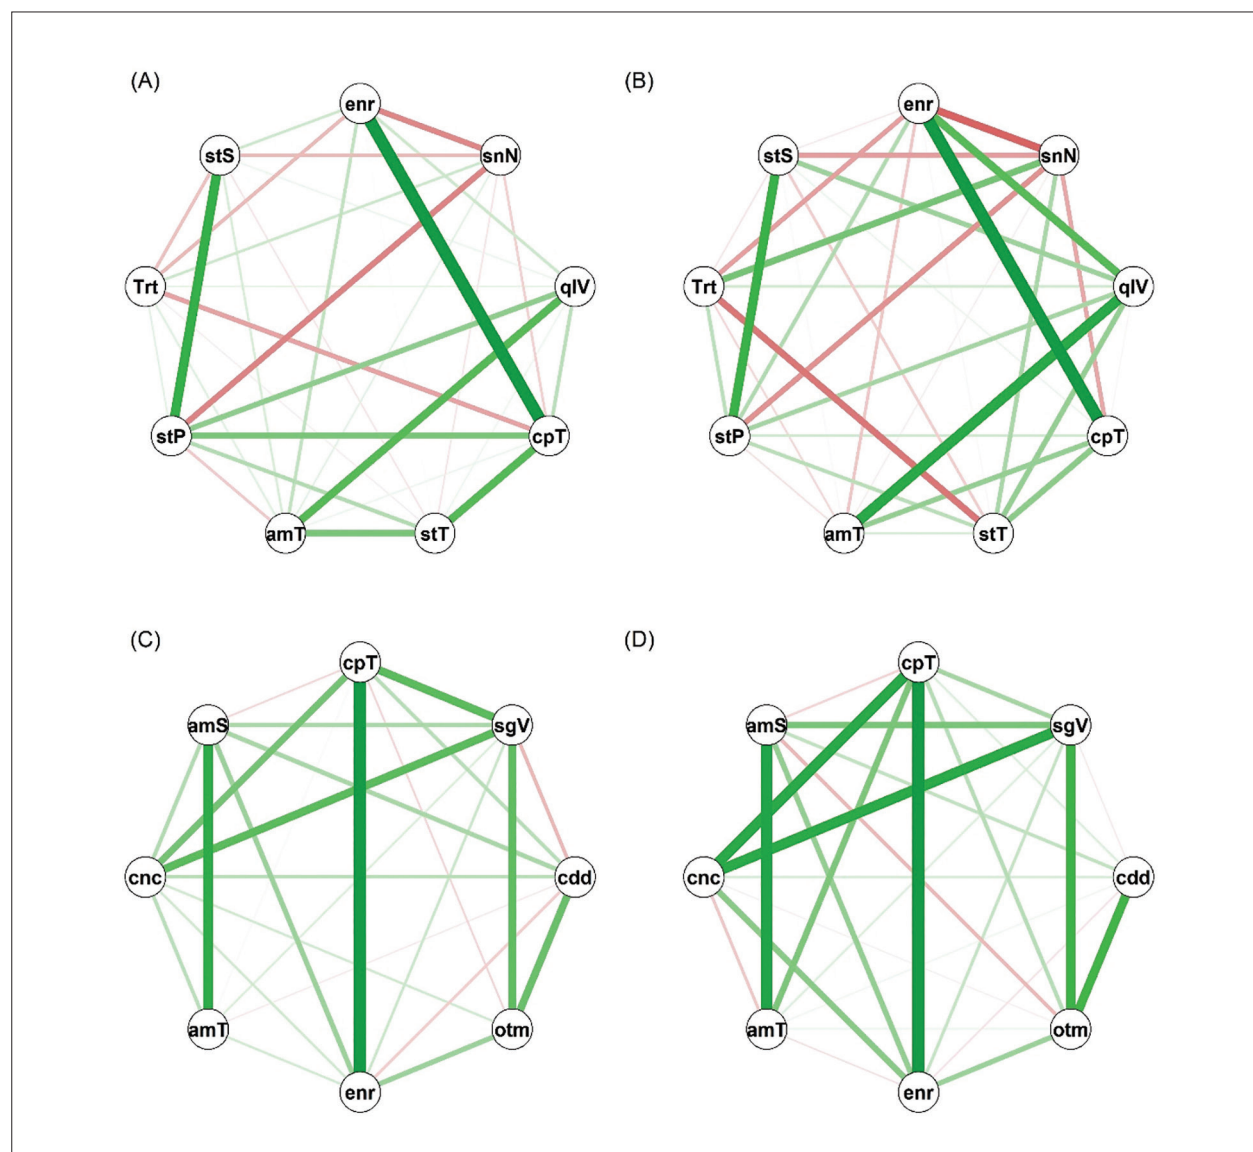 (A)
(B)
enr
stS
snN
Trt
qlV
stP
cpT
amT
stT
enr
stS
snN
Trt
qlV
stP
cpT
amT
stT
(C)
(D)
cpT
amS
sgV
cnc
cdd
amT
otm
enr
cpT
amS
sgV
cnc
cdd
amT
otm
enr